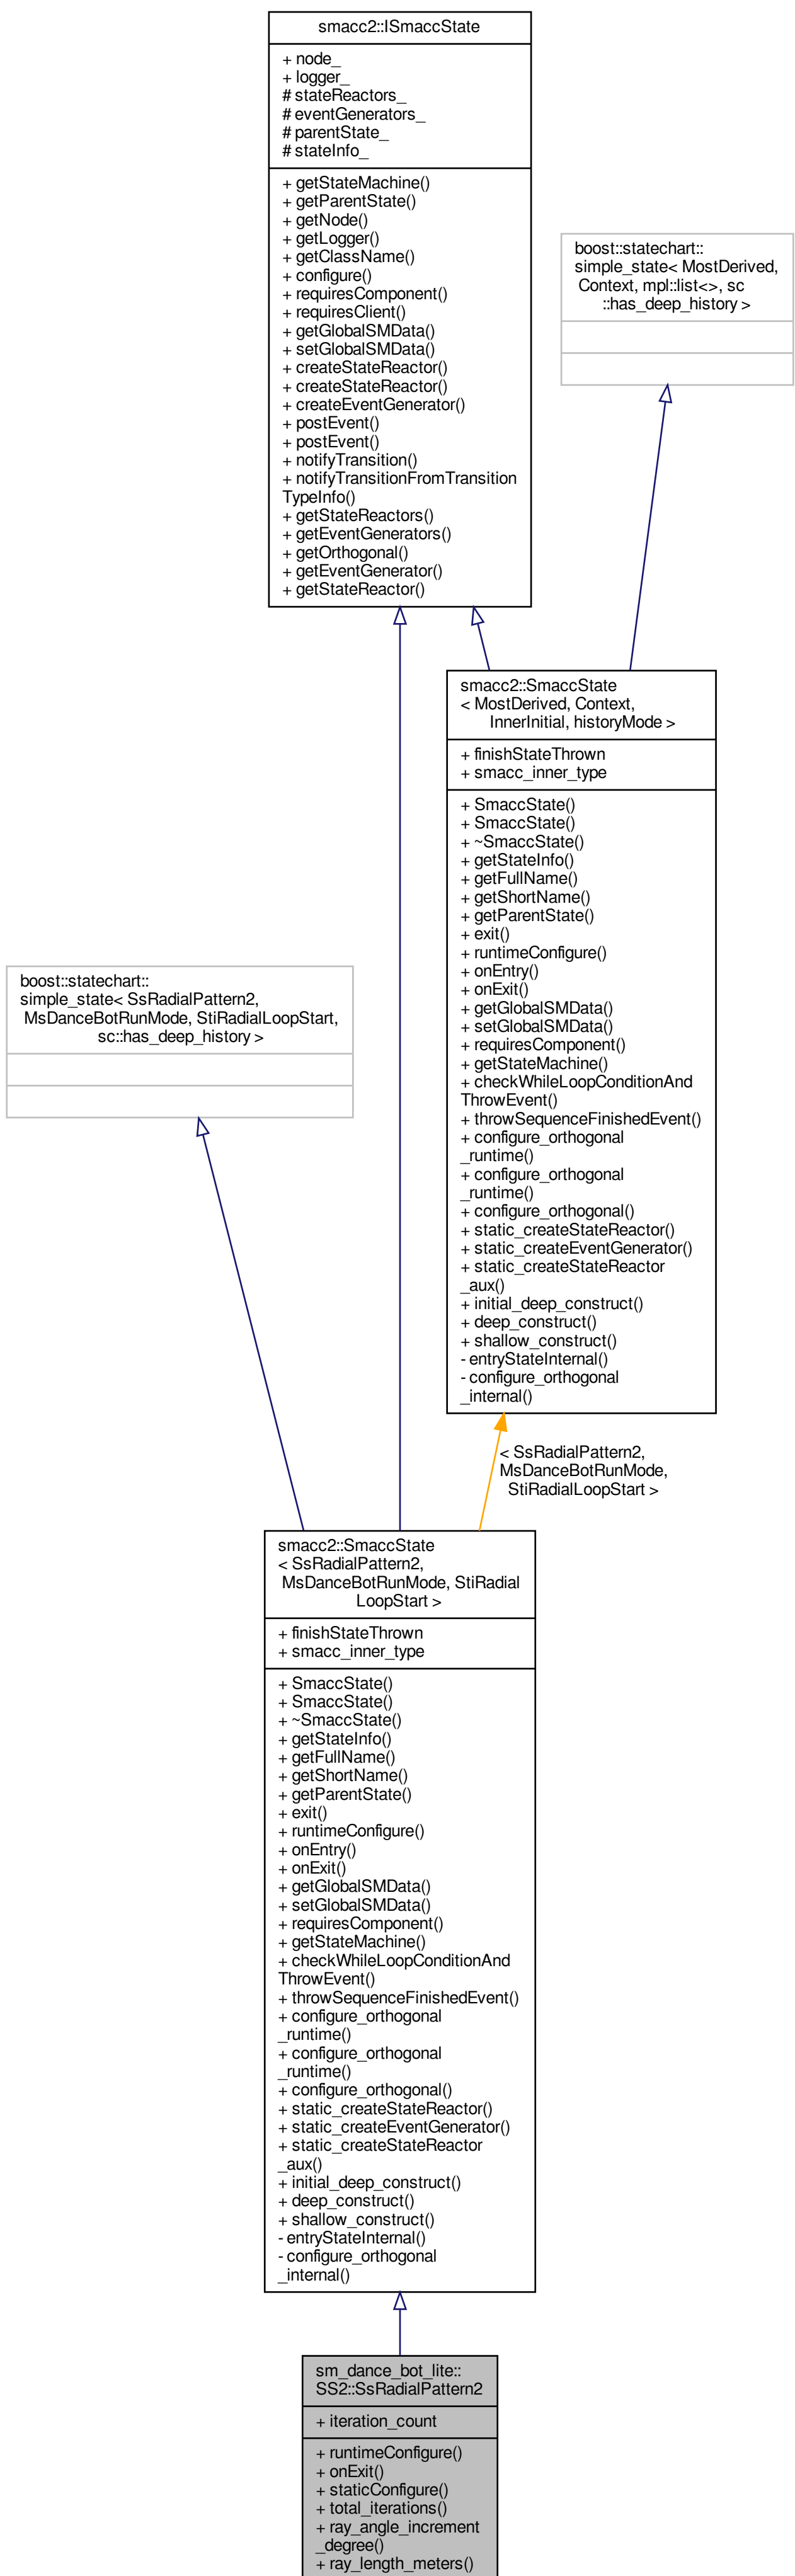 smacc2::ISmaccState
+ node_
+ logger_
# stateReactors_
# eventGenerators_
# parentState_
# stateInfo_
+ getStateMachine()
+ getParentState()
+ getNode()
+ getLogger()
+ getClassName()
+ configure()
+ requiresComponent()
+ requiresClient()
+ getGlobalSMData()
+ setGlobalSMData()
+ createStateReactor()
+ createStateReactor()
+ createEventGenerator()
+ postEvent()
+ postEvent()
+ notifyTransition()
+ notifyTransitionFromTransition
TypeInfo()
+ getStateReactors()
+ getEventGenerators()
+ getOrthogonal()
+ getEventGenerator()
+ getStateReactor()
boost::statechart::
simple_state< MostDerived,
Context, mpl::list<>, sc
::has_deep_history >
smacc2::SmaccState
< MostDerived, Context,
InnerInitial, historyMode >
+ finishStateThrown
+ smacc_inner_type
+ SmaccState()
+ SmaccState()
+ ~SmaccState()
+ getStateInfo()
+ getFullName()
+ getShortName()
+ getParentState()
+ exit()
+ runtimeConfigure()
+ onEntry()
+ onExit()
+ getGlobalSMData()
+ setGlobalSMData()
+ requiresComponent()
+ getStateMachine()
+ checkWhileLoopConditionAnd
ThrowEvent()
+ throwSequenceFinishedEvent()
+ configure_orthogonal
_runtime()
+ configure_orthogonal
_runtime()
+ configure_orthogonal()
+ static_createStateReactor()
+ static_createEventGenerator()
+ static_createStateReactor
_aux()
+ initial_deep_construct()
+ deep_construct()
+ shallow_construct()
- entryStateInternal()
- configure_orthogonal
_internal()
boost::statechart::
simple_state< SsRadialPattern2,
MsDanceBotRunMode, StiRadialLoopStart,
sc::has_deep_history >
< SsRadialPattern2,
MsDanceBotRunMode,
StiRadialLoopStart >
smacc2::SmaccState
< SsRadialPattern2,
MsDanceBotRunMode, StiRadial
LoopStart >
+ finishStateThrown
+ smacc_inner_type
+ SmaccState()
+ SmaccState()
+ ~SmaccState()
+ getStateInfo()
+ getFullName()
+ getShortName()
+ getParentState()
+ exit()
+ runtimeConfigure()
+ onEntry()
+ onExit()
+ getGlobalSMData()
+ setGlobalSMData()
+ requiresComponent()
+ getStateMachine()
+ checkWhileLoopConditionAnd
ThrowEvent()
+ throwSequenceFinishedEvent()
+ configure_orthogonal
_runtime()
+ configure_orthogonal
_runtime()
+ configure_orthogonal()
+ static_createStateReactor()
+ static_createEventGenerator()
+ static_createStateReactor
_aux()
+ initial_deep_construct()
+ deep_construct()
+ shallow_construct()
- entryStateInternal()
- configure_orthogonal
_internal()
sm_dance_bot_lite::
SS2::SsRadialPattern2
+ iteration_count
+ runtimeConfigure()
+ onExit()
+ staticConfigure()
+ total_iterations()
+ ray_angle_increment
_degree()
+ ray_length_meters()